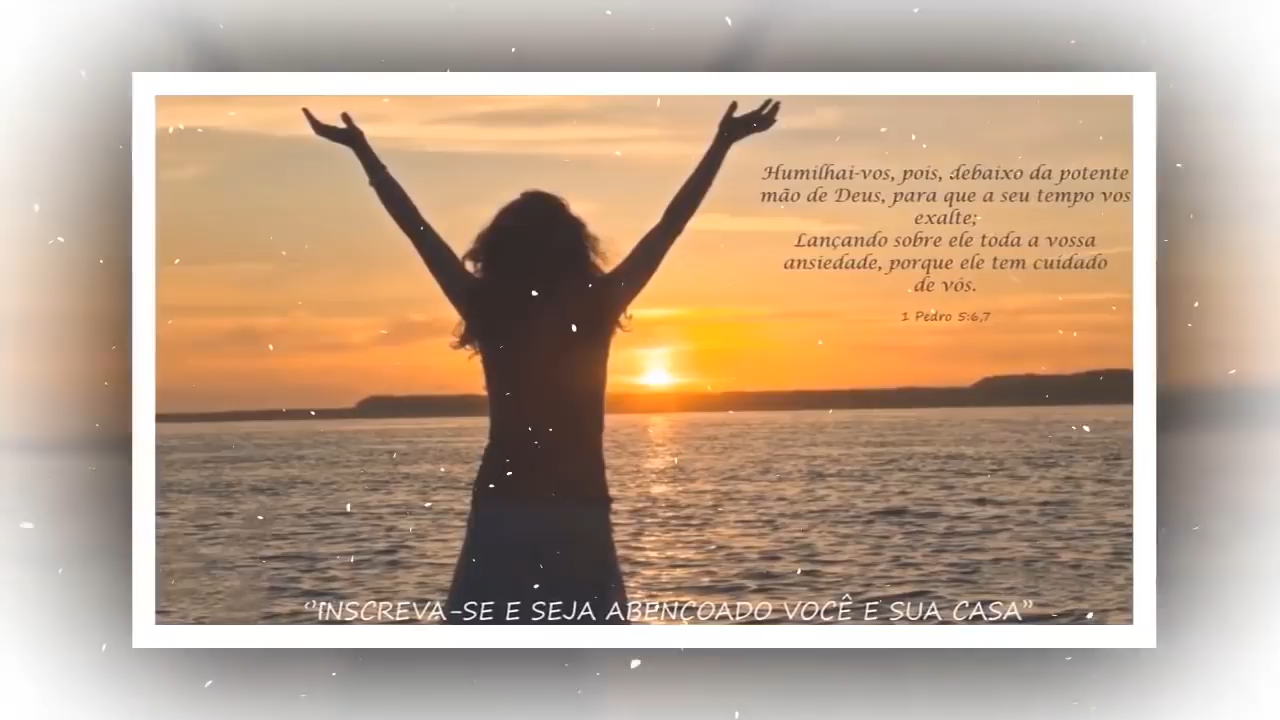 Humilhai-vos, pois, debaixo da potente
mão de Deus, para que a seu tempo vos
exalte;
Lançando sobre ele toda a vossa
ansiedade, porque ele tem cuidado
de vós.
1 Pedro 5:6,7
“INSCREVA-SE E SEJA ABENÇOADO VOCÊ E SUA CASA”